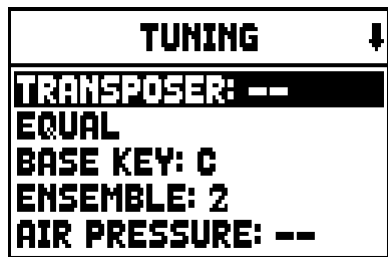 TUNING
TRANSPOSER: --
EQUAL
BASE KEY: C
ENSEMBLE: 2
AIR PRESSURE: --